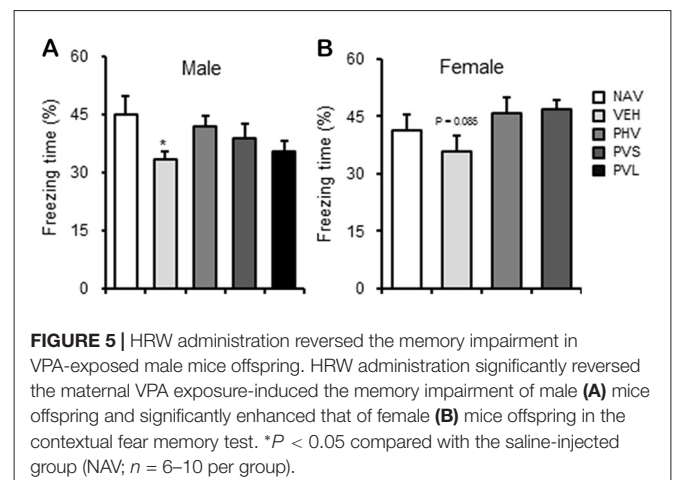 A
B
60
45
30
15
0
Freezing time (%)
Male
*
60
45
30
15
0
Freezing time (%)
Female
P = 0.085
NAV
VEH
PHV
PVS
PVL
FIGURE 5 | HRW administration reversed the memory impairment in
VPA-exposed male mice offspring. HRW administration significantly reversed
the maternal VPA exposure-induced the memory impairment of male (A) mice
offspring and significantly enhanced that of female (B) mice offspring in the
contextual fear memory test. *P < 0.05 compared with the saline-injected
group (NAV; n = 6–10 per group).